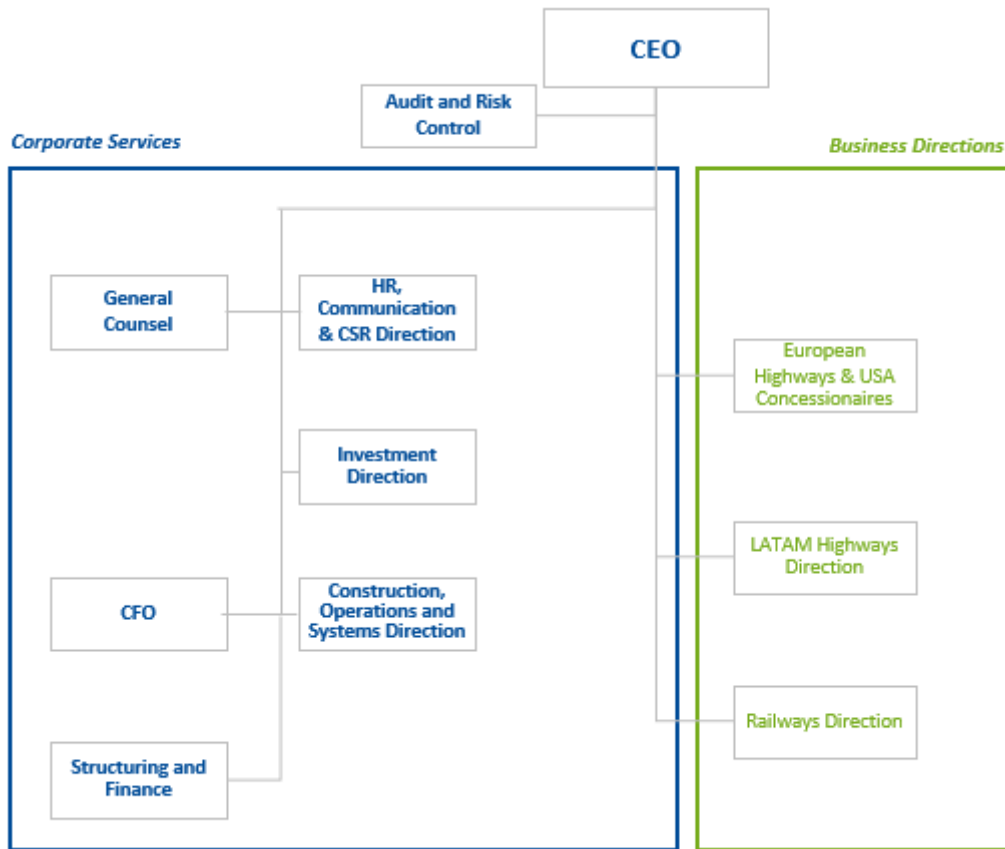 CEO
Audit and Risk
Control
Corporate Services
Business Directions
General
Counsel
HR,
Communication
& CSR Direction
European
Highways & USA
Concessionaires
Investment
Direction
LATAM Highways
Direction
CFO
Construction,
Operations and
Systems Direction
Railways Direction
Structuring and
Finance